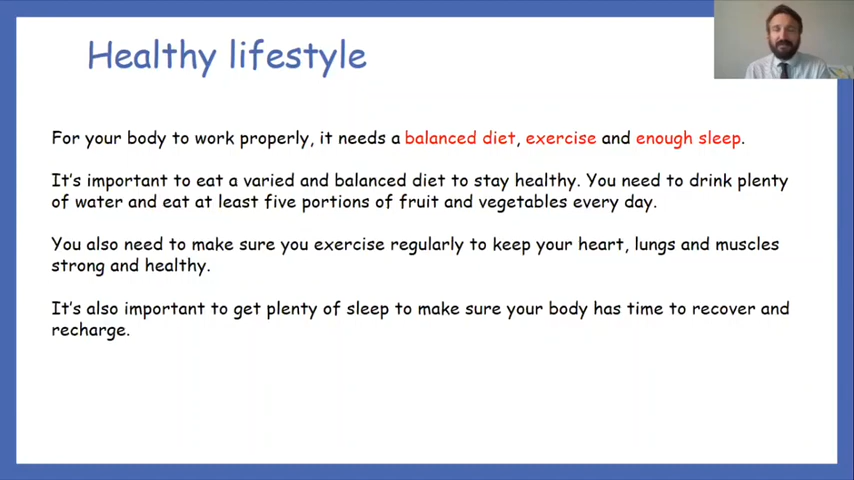 Healthy lifestyle
For your body to work properly, it needs a balanced diet, exercise and enough sleep.
It's important to eat a varied and balanced diet to stay healthy. You need to drink plenty
of water and eat at least five portions of fruit and vegetables every day.
You also need to make sure you exercise regularly to keep your heart, lungs and muscles
strong and healthy.
It's also important to get plenty of sleep to make sure your body has time to recover and
recharge.